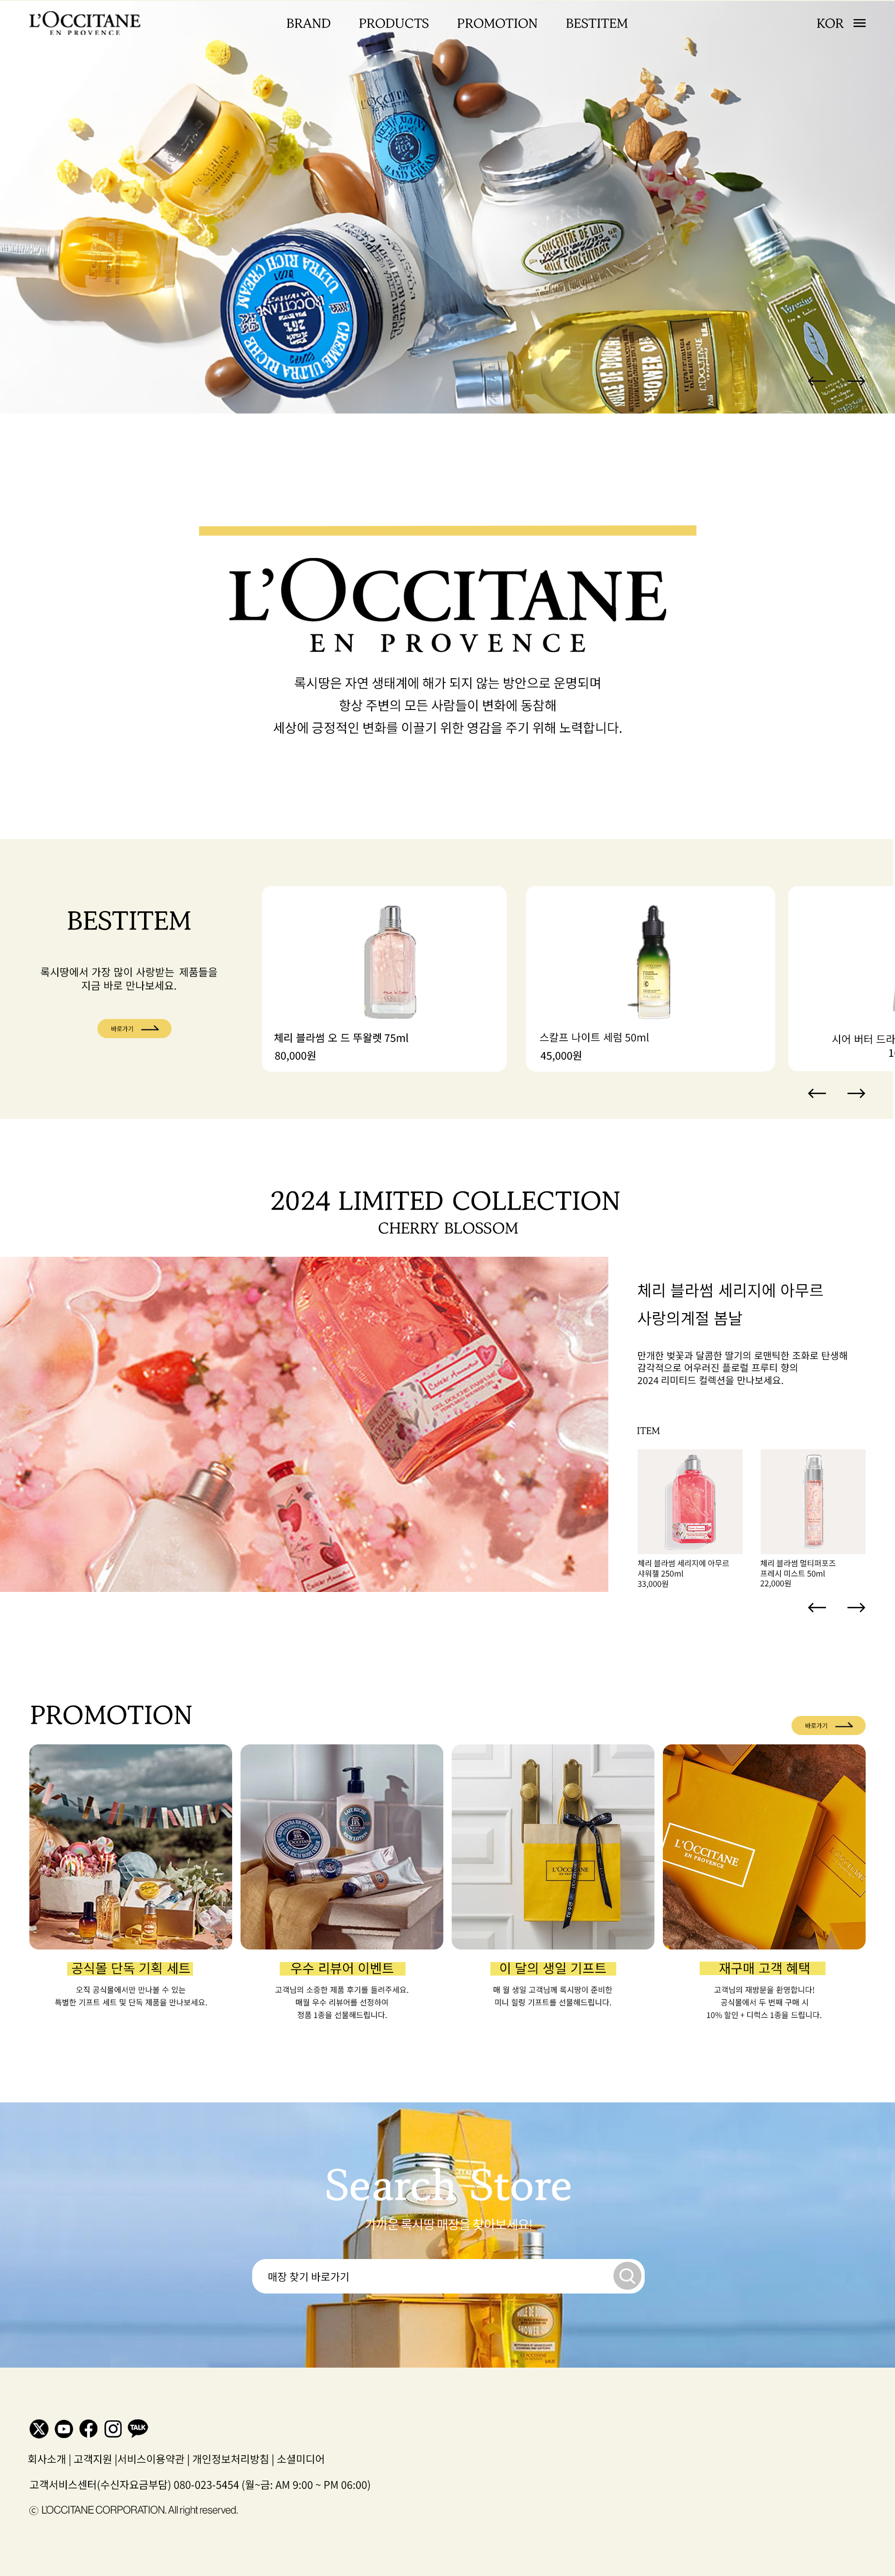 L'OCCITANE
EN PROVENCE
BRAND PRODUCTS PROMOTION BESTITEM
KOR
L'OCCITANE
HAND CREAM
ULTRA RICH CREAM
CRÈME ULTRA RICHE
L'OCCITANE
Verveine
L'OCCITANE
EN PROVENCE
록시땅은 자연 생태계에 해가 되지 않는 방안으로 운명되며
항상 주변의 모든 사람들이 변화에 동참해
세상에 긍정적인 변화를 이끌기 위한 영감을 주기 위해 노력합니다.
BESTITEM
록시땅에서 가장 많이 사랑받는 제품들을
지금 바로 만나보세요.
바로가기
체리 블라썸 오 드 뚜왈렛 75ml
80,000원
스칼프 나이트 세럼 50ml
45,000원
시어 버터 드라
2024 LIMITED COLLECTION
CHERRY BLOSSOM
GEL DOUCHE PARFUMÉ
PERFUMED SHOWER GEL
체리 블라썸 세리지에 아무르
사랑의계절 봄날
만개한 벚꽃과 달콤한 딸기의 로맨틱한 조화로 탄생해
감각적으로 어우러진 플로럴 프루티 향의
2024 리미티드 컬렉션을 만나보세요.
ITEM
체리 블라썸 세리지에 아무르
샤워젤 250ml
33,000원
체리 블라썸 멀티퍼포즈
프레시 미스트 50ml
22,000원
PROMOTION
바로가기
L'OCCITANE
L'OCCITANE
EN PROVENCE
공식몰 단독 기획 세트
오직 공식몰에서만 만나볼 수 있는
특별한 기프트 세트 및 단독 제품을 만나보세요.
우수 리뷰어 이벤트
고객님의 소중한 제품 후기를 들려주세요.
매월 우수 리뷰어를 선정하여
정품 1종을 선물해드립니다.
이 달의 생일 기프트
매 월 생일 고객님께 록시땅이 준비한
미니 힐링 기프트를 선물해드립니다.
재구매 고객 혜택
고객님의 재방문을 환영합니다!
공식몰에서 두 번째 구매 시
10% 할인 + 디럭스 1종을 드립니다.
Search Store
가까운 록시땅 매장을 찾아보세요!
매장 찾기 바로가기
SHOWER OIL
TALK
회사소개 | 고객지원 |서비스이용약관 | 개인정보처리방침 | 소셜미디어
고객서비스센터(수신자요금부담) 080-023-5454 (월~금: AM 9:00 ~ PM 06:00)
ⓒ L'OCCITANE CORPORATION. All right reserved.